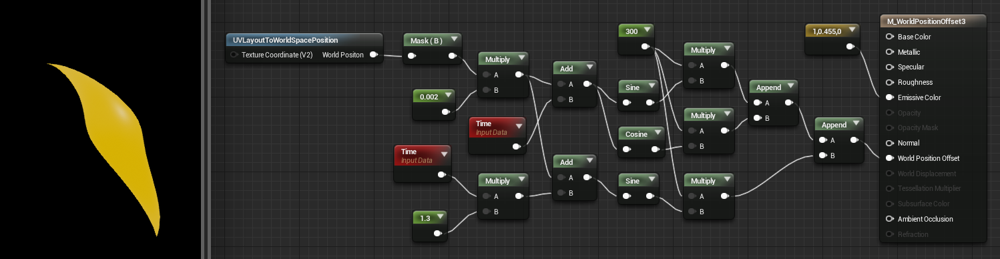 UVLayoutToWorldSpacePosition
Texture Coordinate (V2) World Positon
Mask ( B )
Multiply
A
B
0.002
Time
Input Data
Time
Input Data
Multiply
A
B
1.3
Add
A
B
Add
A
B
300
Sine
Cosine
Sine
Multiply
A
B
Multiply
A
B
Multiply
A
B
Append
A
B
Append
A
B
1,0.455,0
M_WorldPositionOffset3
Base Color
Metallic
Specular
Roughness
Emissive Color
Opacity
Opacity Mask
Normal
World Position Offset
World Displacement
Tessellation Multiplier
Subsurface Color
Ambient Occlusion
Refraction